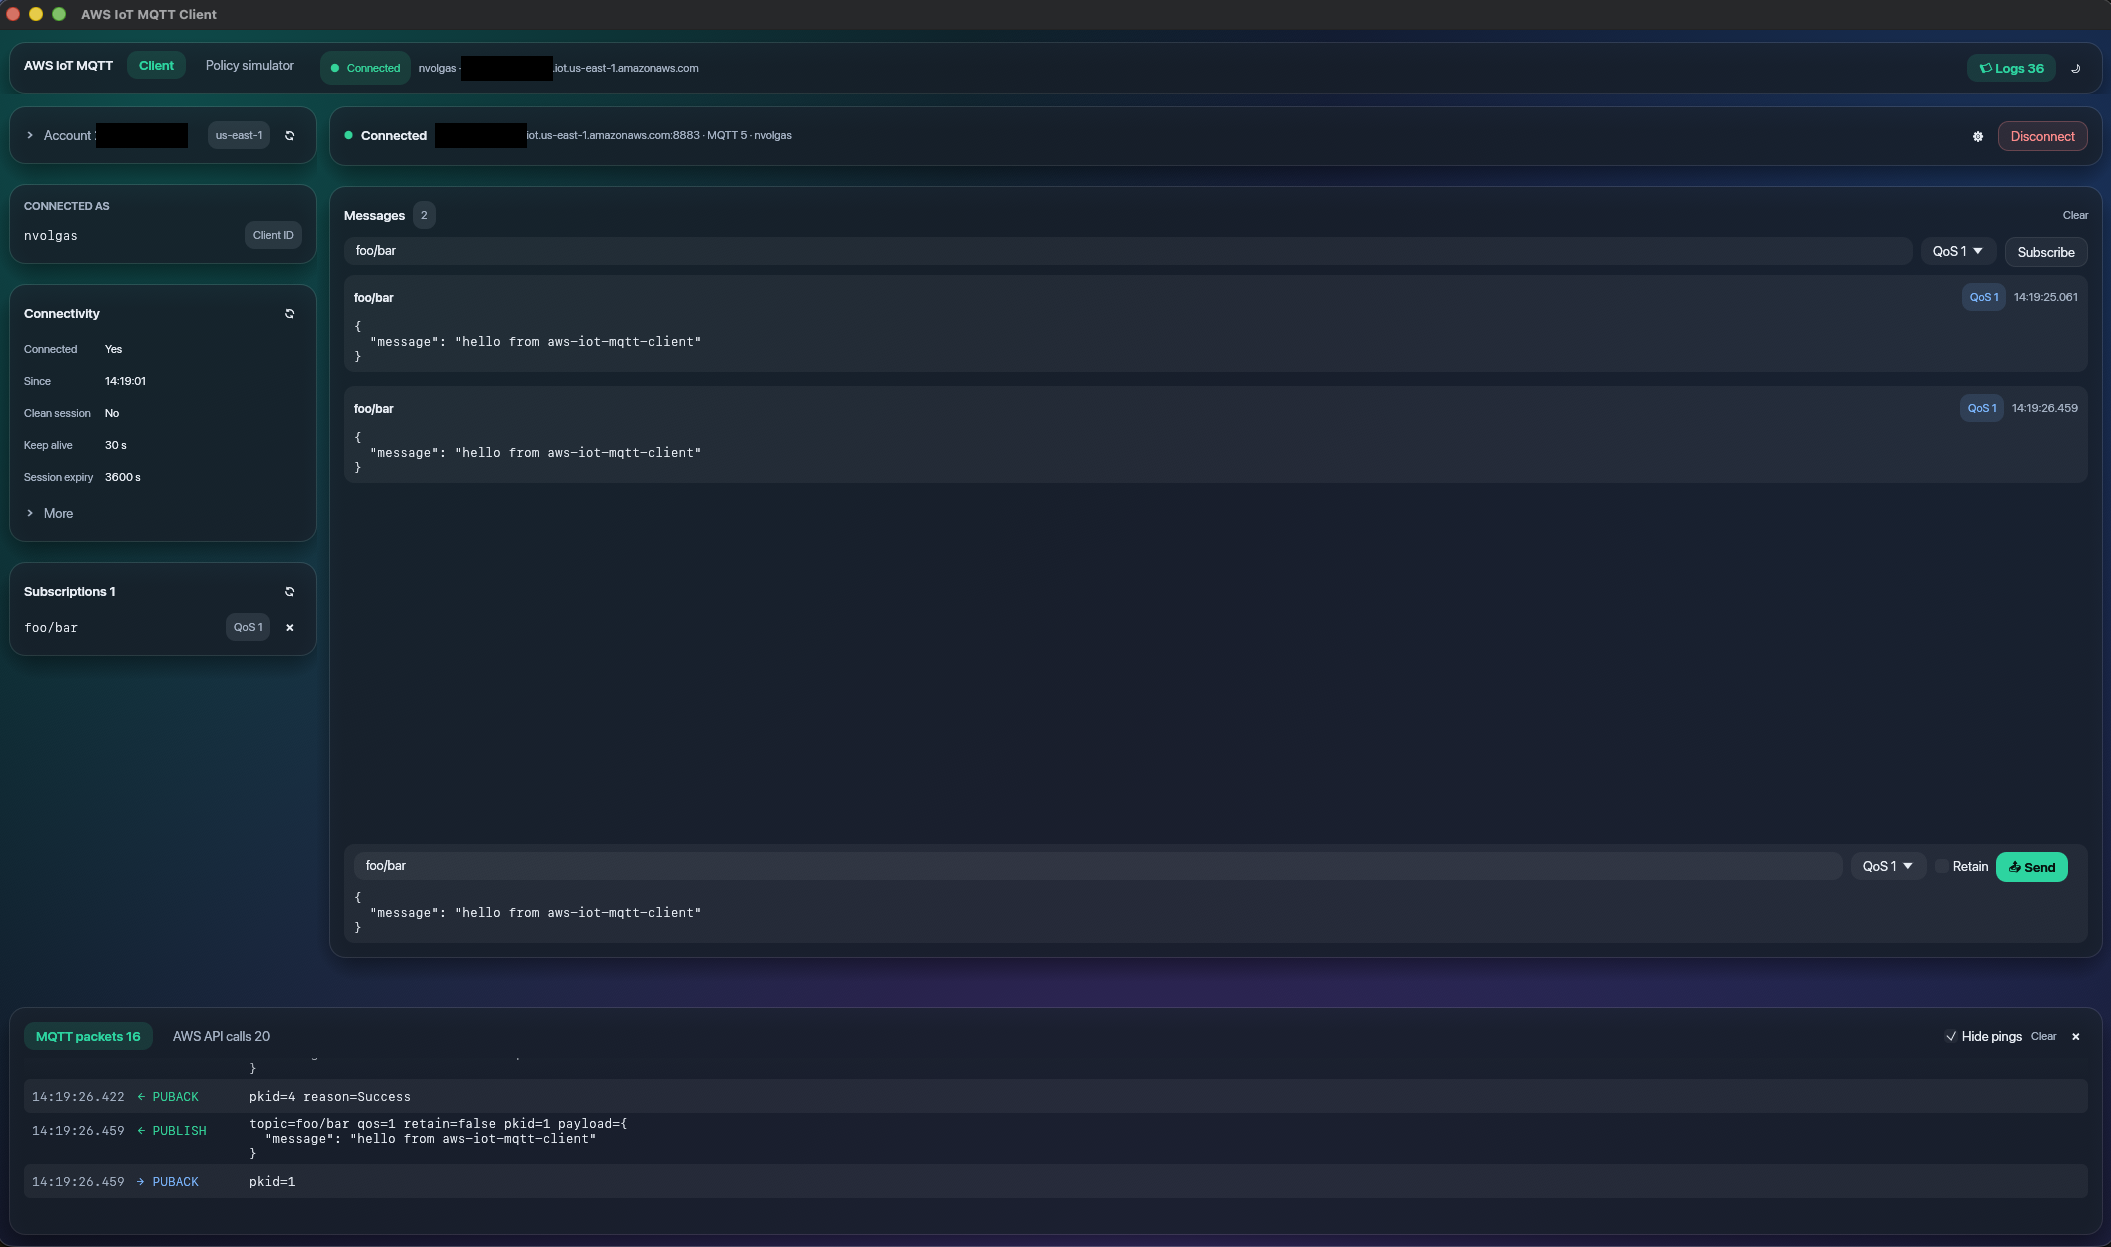 AWS IoT MQTT Client
AWS IoT MQTT Client Policy simulator Connected nvolgas · .iot.us-east-1.amazonaws.com Logs 36
Account us-east-1
Connected iot.us-east-1.amazonaws.com:8883 · MQTT 5 · nvolgas Disconnect
CONNECTED AS
nvolgas Client ID
Connectivity
Connected Yes
Since 14:19:01
Clean session No
Keep alive 30 s
Session expiry 3600 s
More
Subscriptions 1
foo/bar QoS 1
Messages 2 Clear
foo/bar QoS 1 Subscribe
foo/bar QoS 1 14:19:25.061
{
"message": "hello from aws-iot-mqtt-client"
}
foo/bar QoS 1 14:19:26.459
{
"message": "hello from aws-iot-mqtt-client"
}
foo/bar QoS 1 Retain Send
{
"message": "hello from aws-iot-mqtt-client"
}
MQTT packets 16 AWS API calls 20 Hide pings Clear
}
14:19:26.422 ← PUBACK pkid=4 reason=Success
14:19:26.459 ← PUBLISH topic=foo/bar qos=1 retain=false pkid=1 payload={
"message": "hello from aws-iot-mqtt-client"
}
14:19:26.459 → PUBACK pkid=1